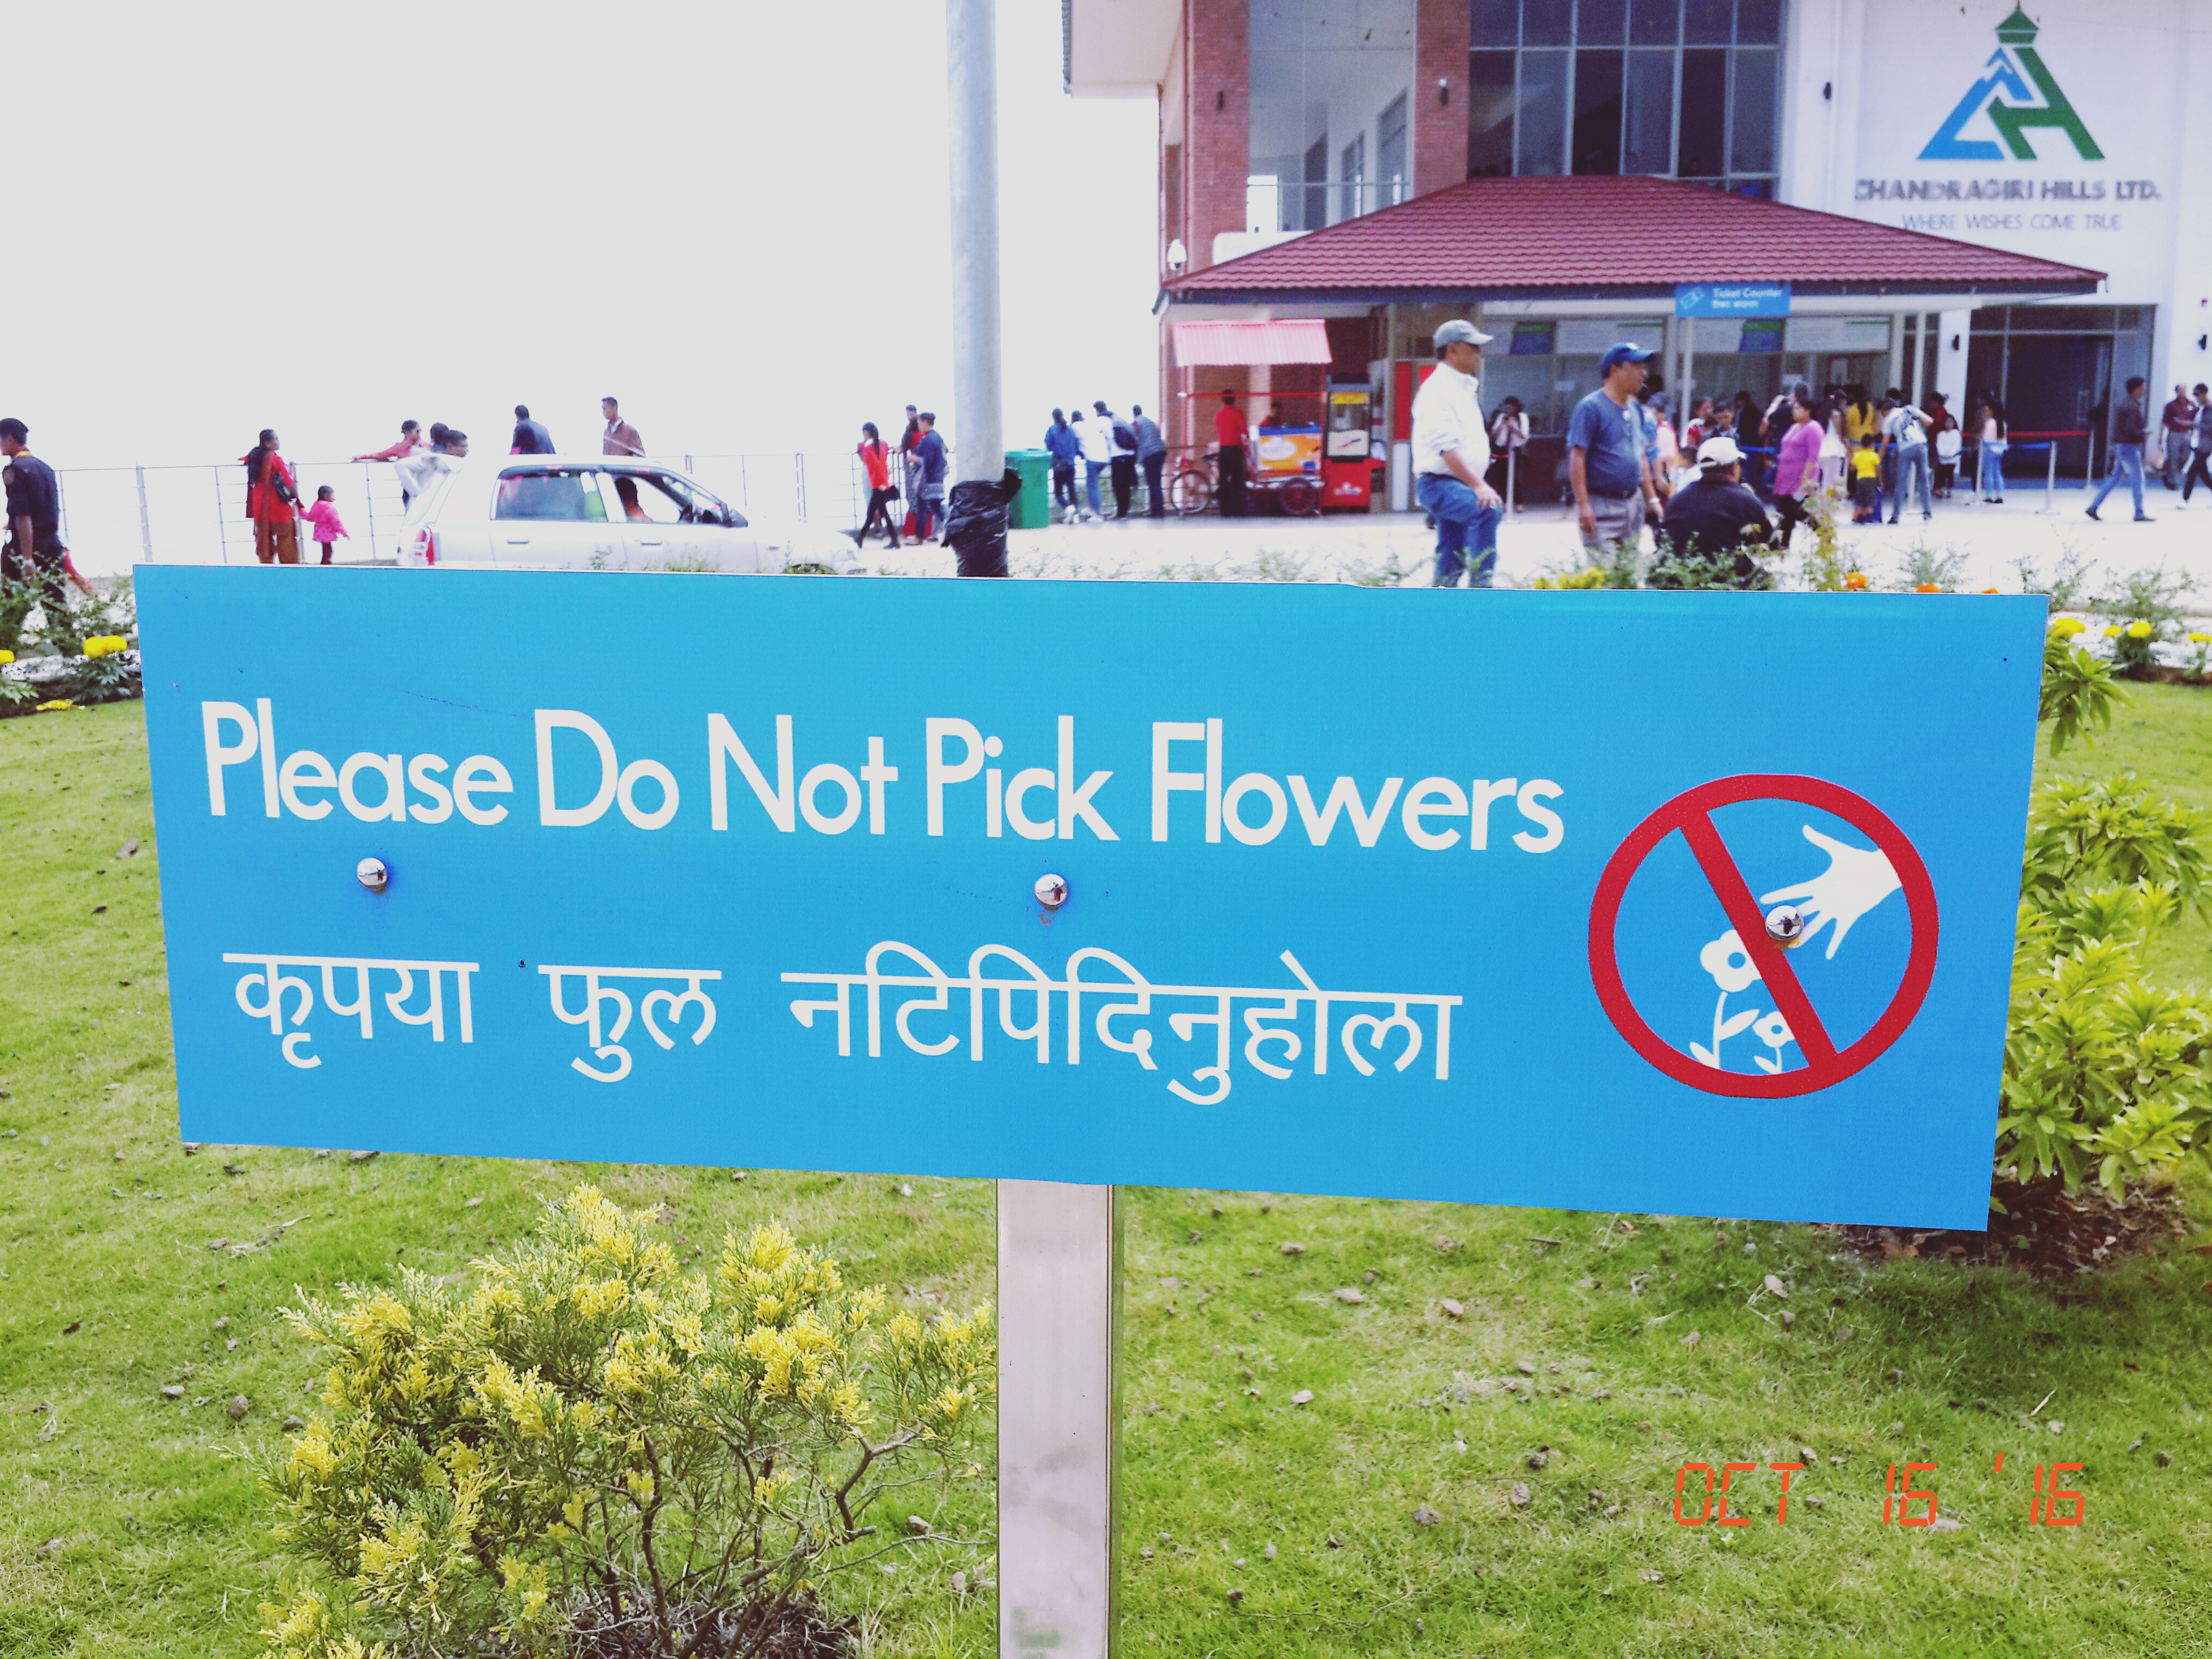 CHANDRAGIRI HILLS LTD.
WHERE WISHES COME TRUE
Ticket Counter
Please Do Not Pick Flowers
कृपया फुल नटिपिदिनुहोला
OCT 16 '16